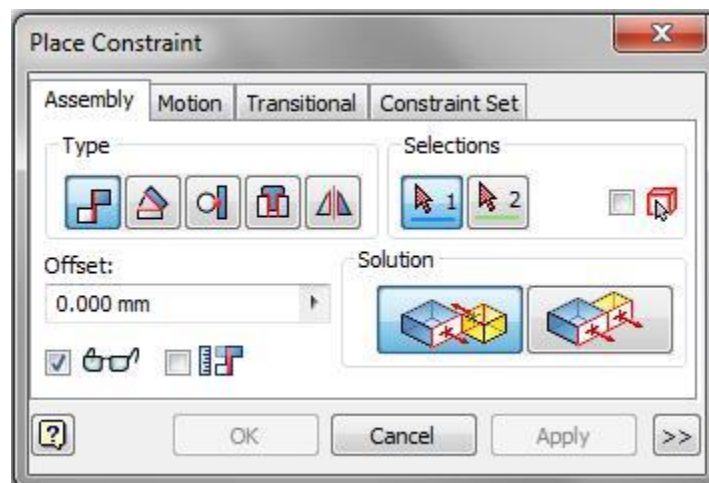 Place Constraint
Assembly Motion Transitional Constraint Set
Type
Selections
1 2
Offset:
Solution
0.000 mm
OK Cancel Apply >>